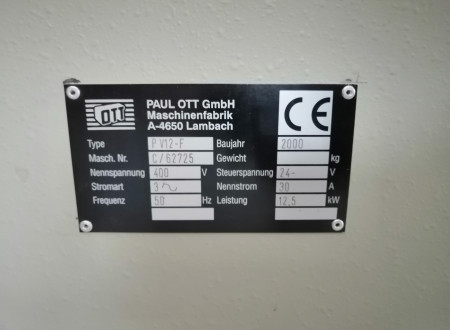 OTT
PAUL OTT GmbH
Maschinenfabrik
A-4650 Lambach
CE
Type P V12-F Baujahr 2000
Masch. Nr. C/62725 Gewicht kg
Nennspannung 400 V Steuerspannung 24- V
Stromart 3~ Nennstrom 30 A
Frequenz 50 Hz Leistung 12,5 kW